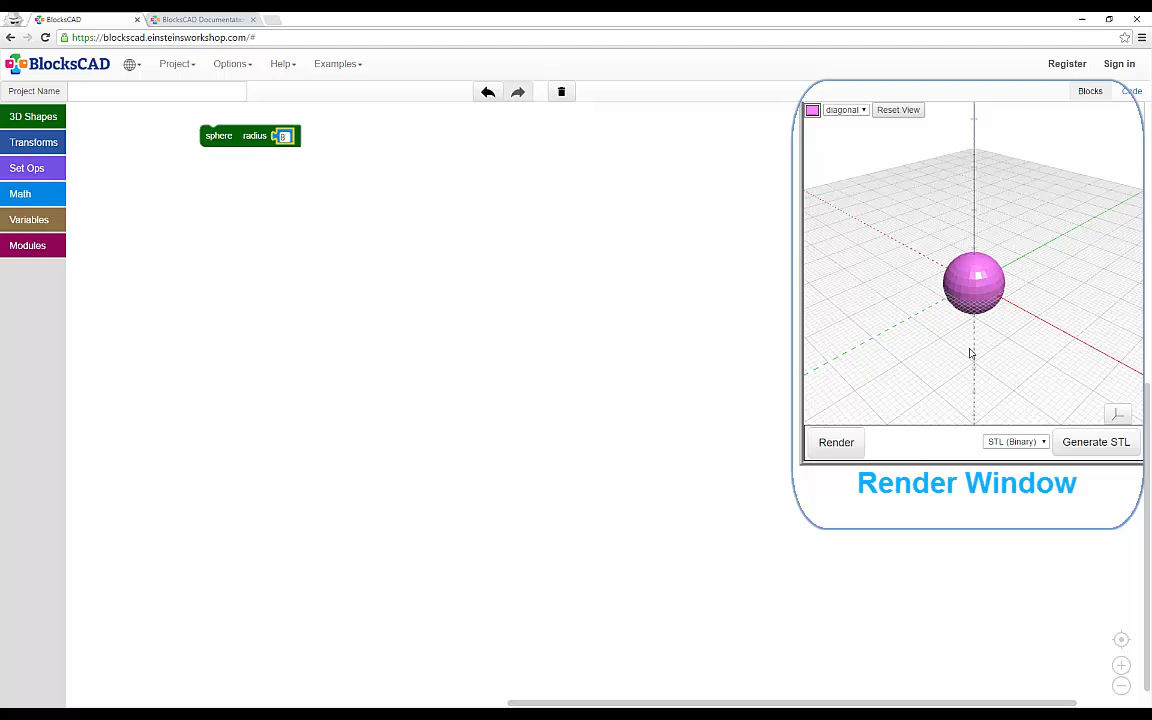 BlocksCAD
BlocksCAD Documentatio
https://blockscad.einsteinsworkshop.com/#
BlocksCAD Project Options Help Examples Register Sign in
Project Name Blocks Code
3D Shapes
Transforms
Set Ops
Math
Variables
Modules
sphere radius 8
diagonal Reset View
Render STL (Binary) Generate STL
Render Window